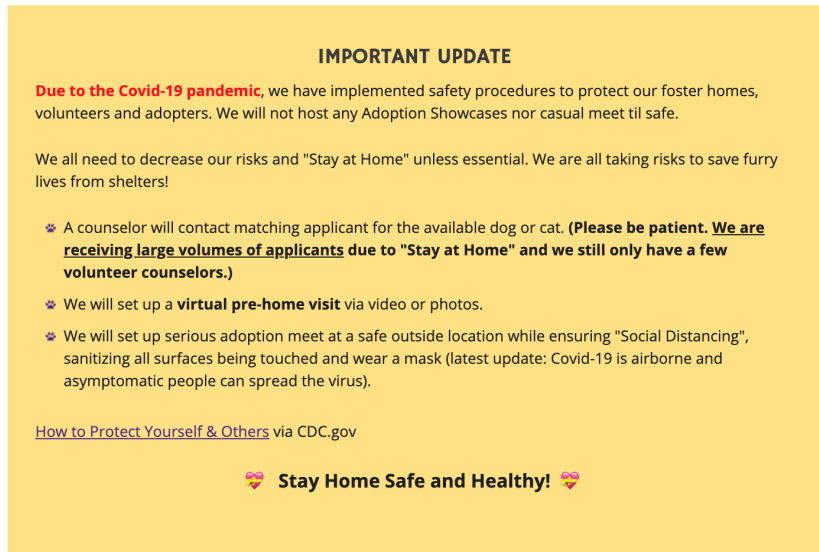 IMPORTANT UPDATE
Due to the Covid-19 pandemic, we have implemented safety procedures to protect our foster homes,
volunteers and adopters. We will not host any Adoption Showcases nor casual meet til safe.
We all need to decrease our risks and "Stay at Home" unless essential. We are all taking risks to save furry
lives from shelters!
A counselor will contact matching applicant for the available dog or cat. (Please be patient. We are
receiving large volumes of applicants due to "Stay at Home" and we still only have a few
volunteer counselors.)
We will set up a virtual pre-home visit via video or photos.
We will set up serious adoption meet at a safe outside location while ensuring "Social Distancing",
sanitizing all surfaces being touched and wear a mask (latest update: Covid-19 is airborne and
asymptomatic people can spread the virus).
How to Protect Yourself & Others via CDC.gov
Stay Home Safe and Healthy!